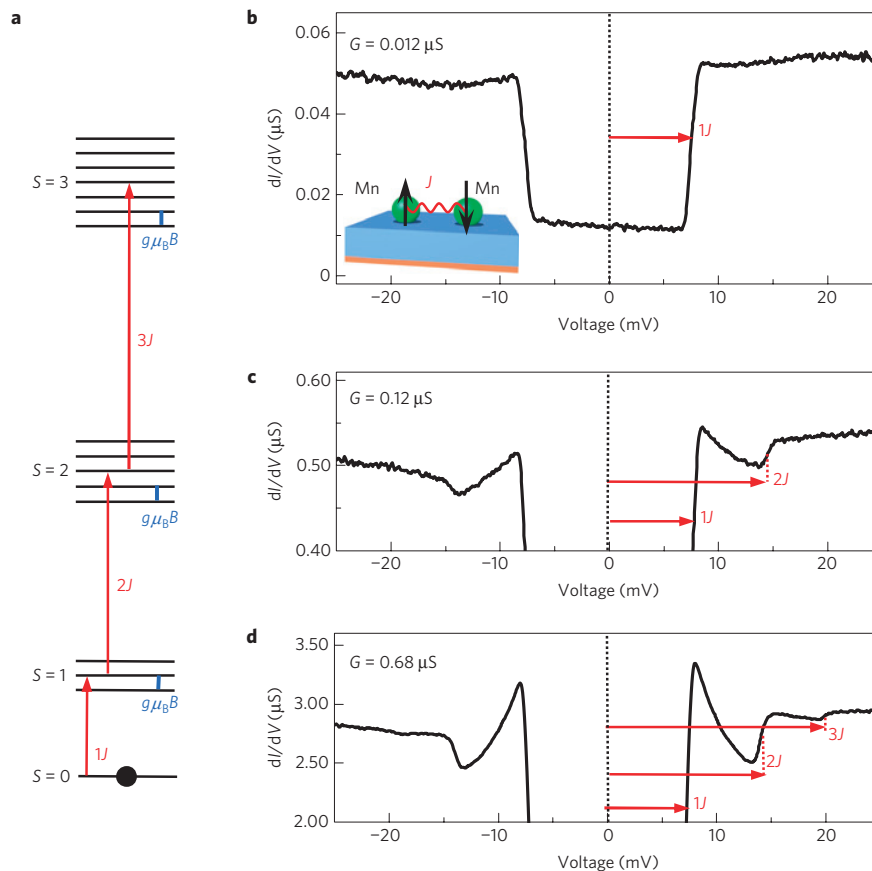 a
S = 3
gμBB
3J
S = 2
gμBB
2J
S = 1
gμBB
1J
S = 0
b
G = 0.012 μS
0.06
0.04
0.02
0
dI/dV (μS)
1J
Mn
J
Mn
−20
−10
0
10
20
Voltage (mV)
c
G = 0.12 μS
0.60
0.50
0.40
dI/dV (μS)
2J
1J
−20
−10
0
10
20
Voltage (mV)
d
G = 0.68 μS
3.50
3.00
2.50
2.00
dI/dV (μS)
3J
2J
1J
−20
−10
0
10
20
Voltage (mV)